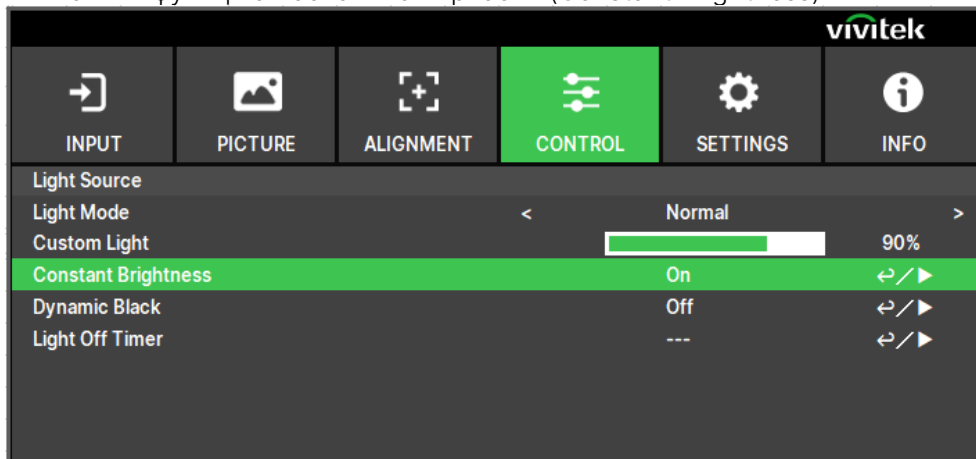 vivitek
INPUT PICTURE ALIGNMENT CONTROL SETTINGS INFO
Light Source
Light Mode < Normal >
Custom Light 90%
Constant Brightness On
Dynamic Black Off
Light Off Timer ---